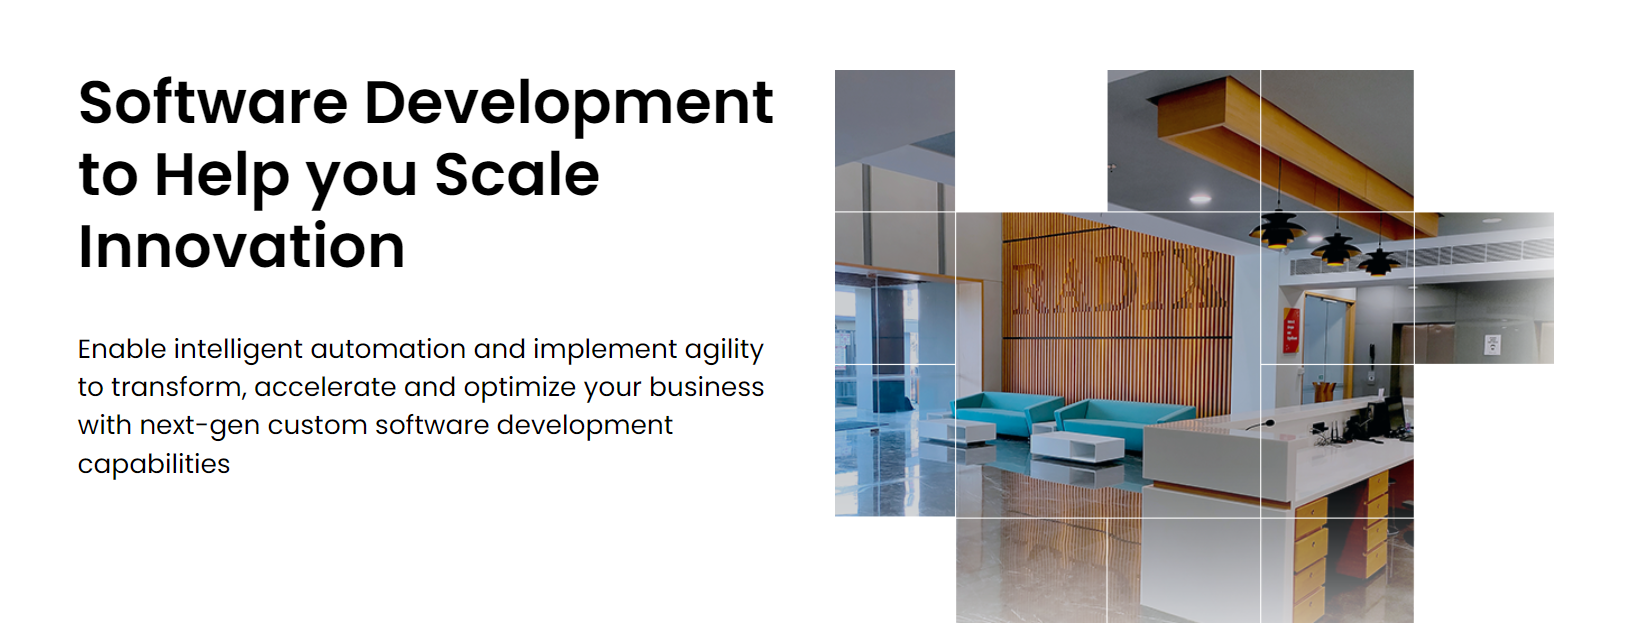 Software Development
to Help you Scale
Innovation
Enable intelligent automation and implement agility
to transform, accelerate and optimize your business
with next-gen custom software development
capabilities
RADIX